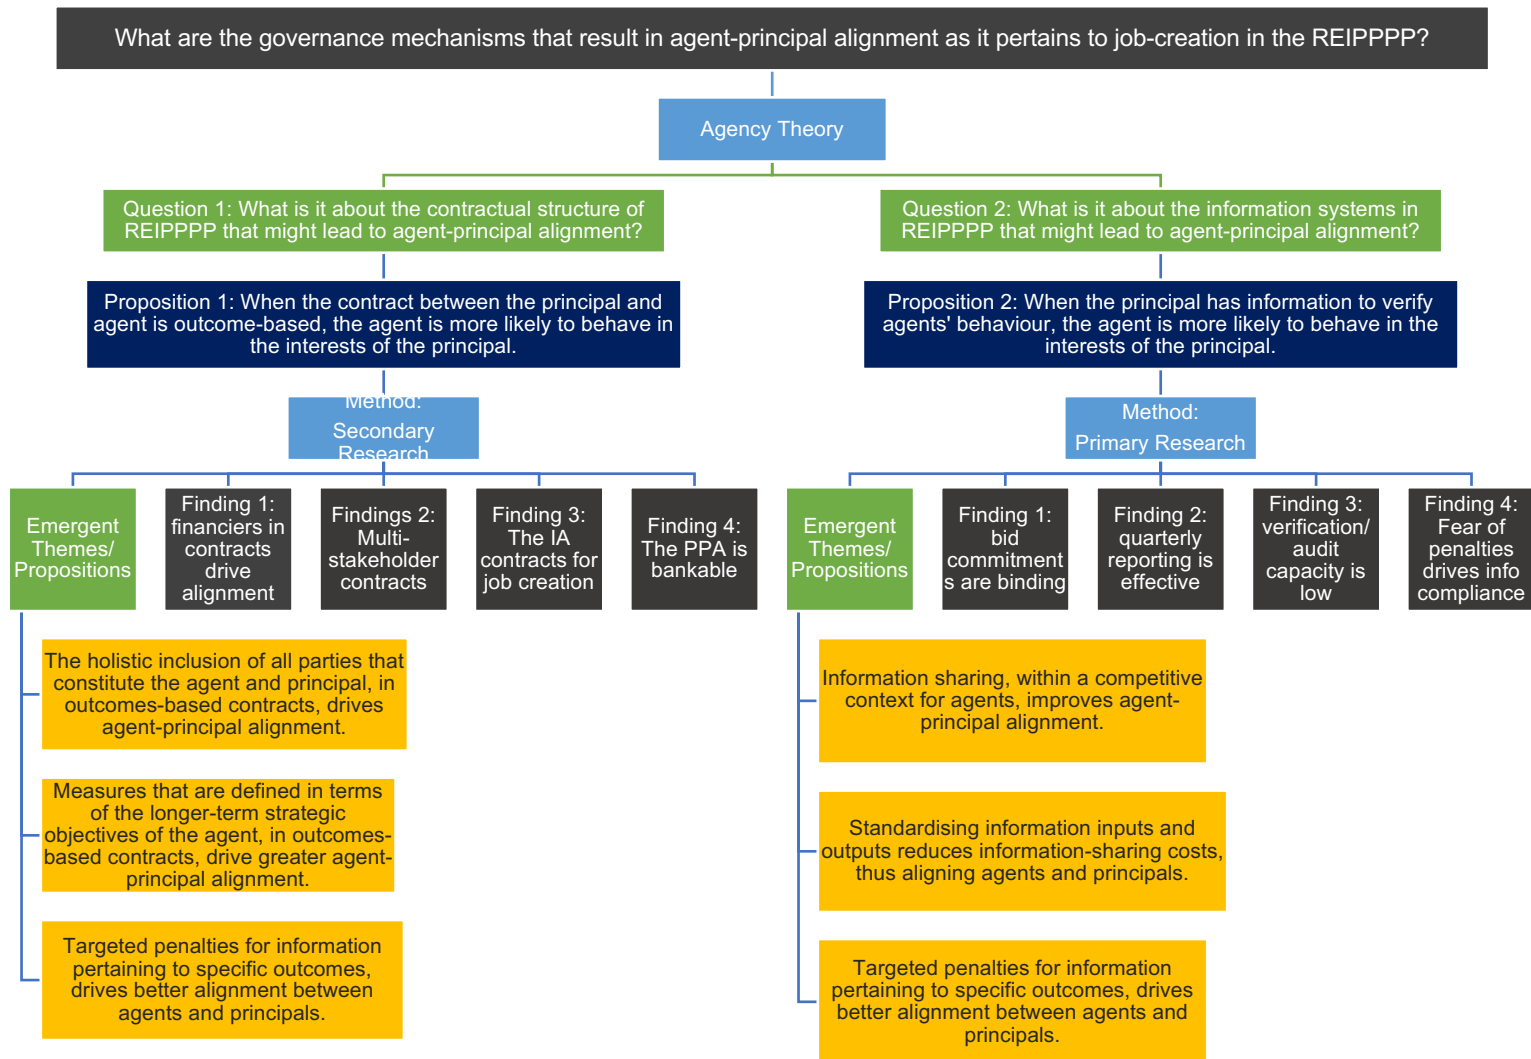 What are the governance mechanisms that result in agent-principal alignment as it pertains to job-creation in the REIPPPP?
Agency Theory
Question 1: What is it about the contractual structure of
REIPPPP that might lead to agent-principal alignment?
Proposition 1: When the contract between the principal and
agent is outcome-based, the agent is more likely to behave in
the interests of the principal.
Method:
Secondary
Research
Emergent
Themes/
Propositions
Finding 1:
financiers in
contracts
drive
alignment
Findings 2:
Multi-
stakeholder
contracts
Finding 3:
The IA
contracts for
job creation
Finding 4:
The PPA is
bankable
The holistic inclusion of all parties that
constitute the agent and principal, in
outcomes-based contracts, drives
agent-principal alignment.
Measures that are defined in terms
of the longer-term strategic
objectives of the agent, in outcomes-
based contracts, drive greater agent-
principal alignment.
Targeted penalties for information
pertaining to specific outcomes,
drives better alignment between
agents and principals.
Question 2: What is it about the information systems in
REIPPPP that might lead to agent-principal alignment?
Proposition 2: When the principal has information to verify
agents' behaviour, the agent is more likely to behave in the
interests of the principal.
Method:
Primary Research
Emergent
Themes/
Propositions
Finding 1:
bid
commitment
s are binding
Finding 2:
quarterly
reporting is
effective
Finding 3:
verification/
audit
capacity is
low
Finding 4:
Fear of
penalties
drives info
compliance
Information sharing, within a competitive
context for agents, improves agent-
principal alignment.
Standardising information inputs and
outputs reduces information-sharing costs,
thus aligning agents and principals.
Targeted penalties for information
pertaining to specific outcomes, drives
better alignment between agents and
principals.